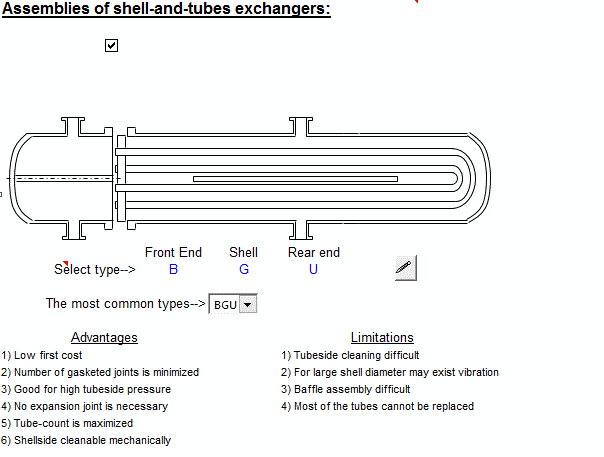 Assemblies of shell-and-tubes exchangers:
Front End Shell Rear end
Select type--> B G U
The most common types--> BGU
Advantages
1) Low first cost
2) Number of gasketed joints is minimized
3) Good for high tubeside pressure
4) No expansion joint is necessary
5) Tube-count is maximized
6) Shellside cleanable mechanically
Limitations
1) Tubeside cleaning difficult
2) For large shell diameter may exist vibration
3) Baffle assembly difficult
4) Most of the tubes cannot be replaced